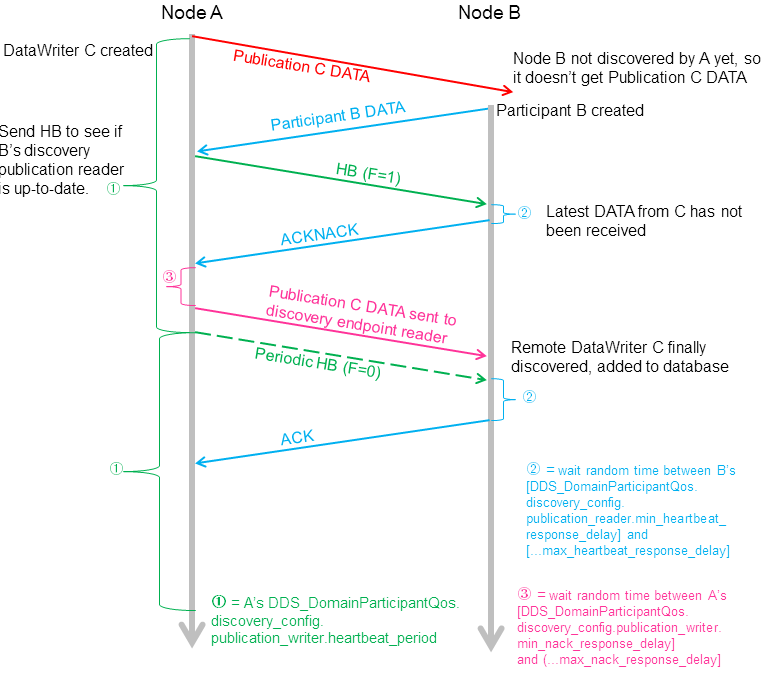 Node A
Node B
DataWriter C created
Publication C DATA
Node B not discovered by A yet, so
it doesn't get Publication C DATA
Participant B DATA
Participant B created
Send HB to see if
B's discovery
publication reader
is up-to-date. ①
HB (F=1)
②
Latest DATA from C has not
been received
ACKNACK
③
Publication C DATA sent to
discovery endpoint reader
Periodic HB (F=0)
Remote DataWriter C finally
discovered, added to database
②
ACK
①
② = wait random time between B's
[DDS_DomainParticipantQos.
discovery_config.
publication_reader.min_heartbeat_
response_delay] and
[...max_heartbeat_response_delay]
① = A's DDS_DomainParticipantQos.
discovery_config.
publication_writer.heartbeat_period
③ = wait random time between A's
[DDS_DomainParticipantQos.
discovery_config.publication_writer.
min_nack_response_delay]
and (...max_nack_response_delay]